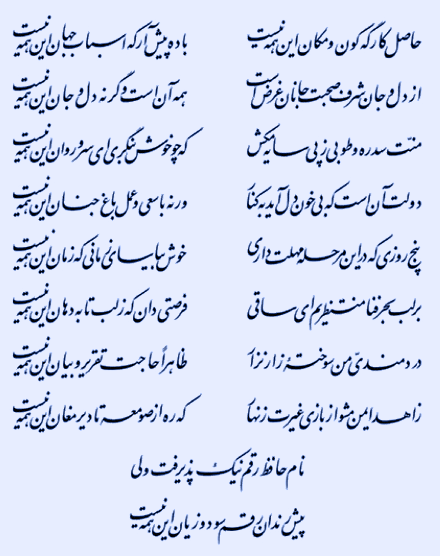 حاصل کارگه کون و مکان این همه نیست باده پیش آر که اسباب جهان این همه نیست
از دل و جان شرف صحبت جانان غرض است همه آن است وگرنه دل و جان این همه نیست
منت سدره و طوبی ز پی سایه مکش که چو خوش بنگری ای سرو روان این همه نیست
دولت آن است که بی خون دل آید به کنار ورنه با سعی و عمل باغ جنان این همه نیست
پنج روزی که در این مرحله مهلت داری خوش بیاسای زمانی که زمان این همه نیست
بر لب بحر فنا منتظریم ای ساقی فرصتی دان که ز لب تا به دهان این همه نیست
دردمندی من سوختهٔ زار نزار ظاهراً حاجت تقریر و بیان این همه نیست
زاهد ایمن مشو از بازی غیرت زنهار که ره از صومعه تا دیر مغان این همه نیست
نام حافظ رقم نیک پذیرفت ولی
پیش رندان رقم سود و زیان این همه نیست